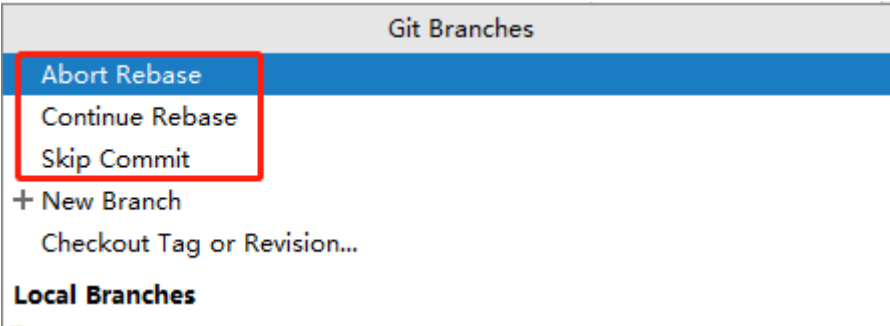 Git Branches
Abort Rebase
Continue Rebase
Skip Commit
+ New Branch
Checkout Tag or Revision...
Local Branches